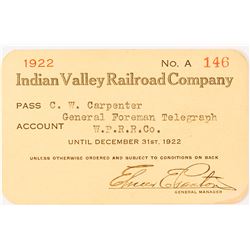 1922 No. A 146
Indian Valley Railroad Company
PASS C. W. Carpenter
General Foreman Telegraph
ACCOUNT W.P.R.R.Co.
UNTIL DECEMBER 31ST, 1922
UNLESS OTHERWISE ORDERED AND SUBJECT TO CONDITIONS ON BACK
GENERAL MANAGER